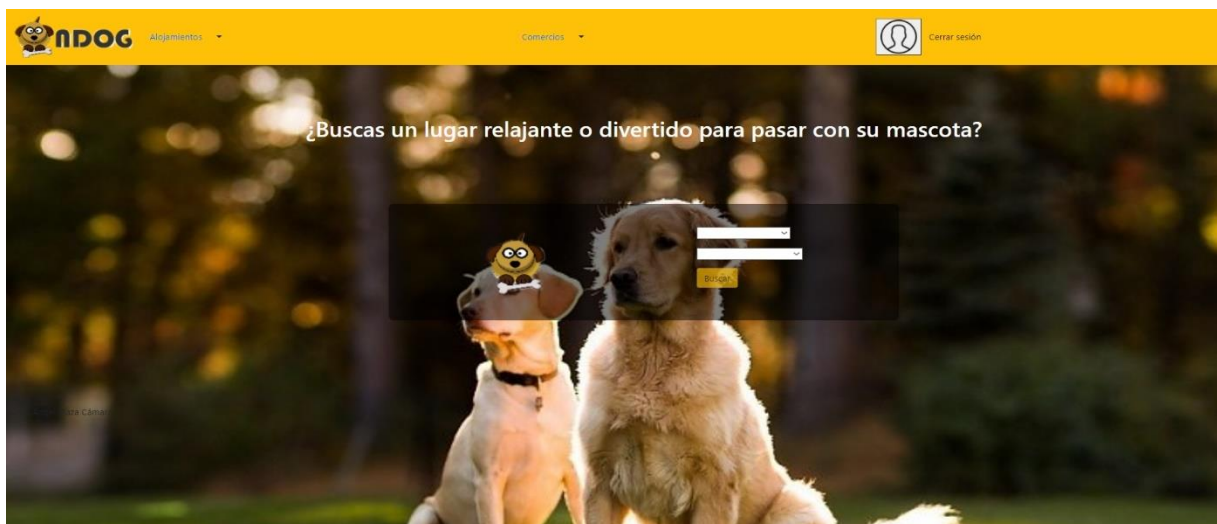 NDOG
Alojamientos
Comercios
Cerrar sesión
¿Buscas un lugar relajante o divertido para pasar con su mascota?
Buscar